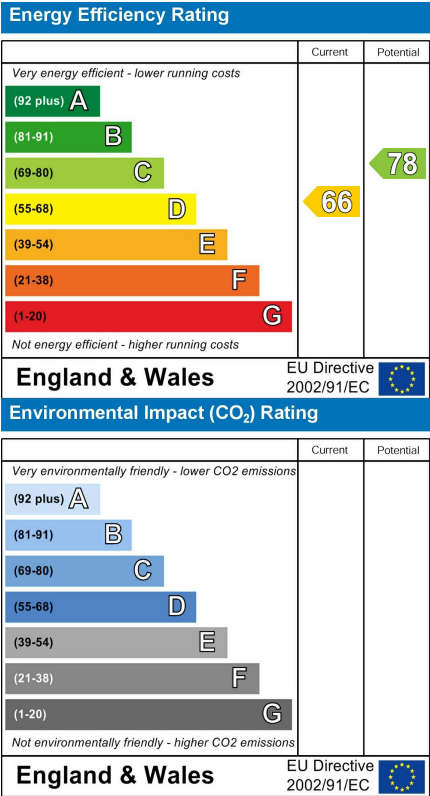 Energy Efficiency Rating
Current Potential
Very energy efficient - lower running costs
(92 plus) A
(81-91) B
(69-80) C
(55-68) D
(39-54) E
(21-38) F
(1-20) G
66
78
Not energy efficient - higher running costs
England & Wales
EU Directive
2002/91/EC
Environmental Impact (CO₂) Rating
Current Potential
Very environmentally friendly - lower CO2 emissions
(92 plus) A
(81-91) B
(69-80) C
(55-68) D
(39-54) E
(21-38) F
(1-20) G
Not environmentally friendly - higher CO2 emissions
England & Wales
EU Directive
2002/91/EC